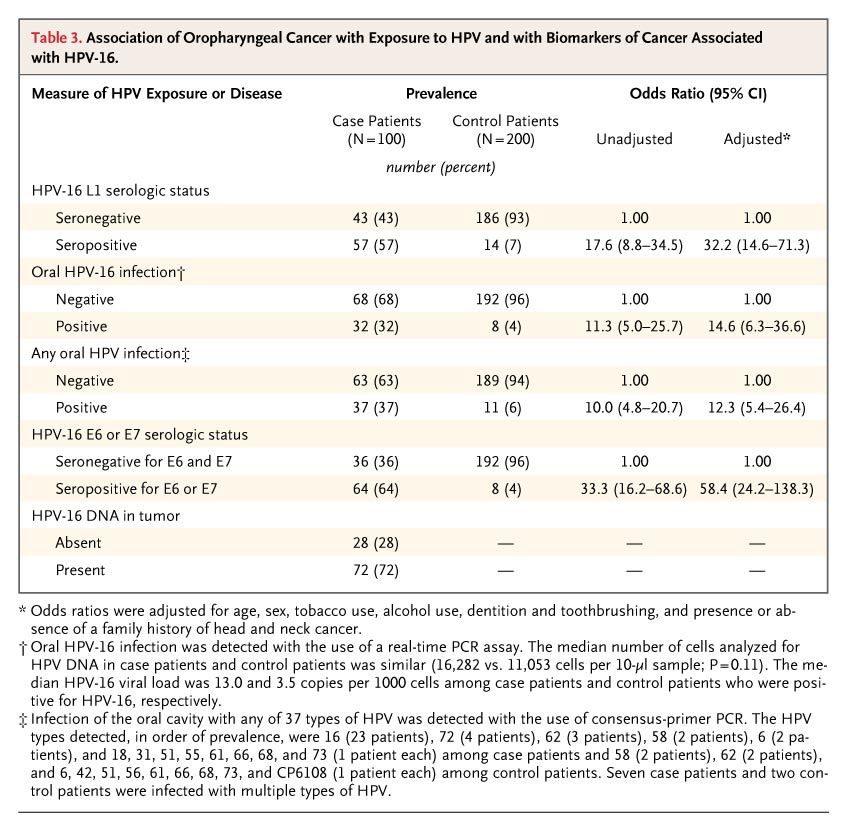 Table 3. Association of Oropharyngeal Cancer with Exposure to HPV and with Biomarkers of Cancer Associated
with HPV-16.
Measure of HPV Exposure or Disease Prevalence Odds Ratio (95% CI)
Case Patients Control Patients
(N=100) (N=200) Unadjusted Adjusted*
number (percent)
HPV-16 L1 serologic status
Seronegative 43 (43) 186 (93) 1.00 1.00
Seropositive 57 (57) 14 (7) 17.6 (8.8–34.5) 32.2 (14.6–71.3)
Oral HPV-16 infection†
Negative 68 (68) 192 (96) 1.00 1.00
Positive 32 (32) 8 (4) 11.3 (5.0–25.7) 14.6 (6.3–36.6)
Any oral HPV infection‡
Negative 63 (63) 189 (94) 1.00 1.00
Positive 37 (37) 11 (6) 10.0 (4.8–20.7) 12.3 (5.4–26.4)
HPV-16 E6 or E7 serologic status
Seronegative for E6 and E7 36 (36) 192 (96) 1.00 1.00
Seropositive for E6 or E7 64 (64) 8 (4) 33.3 (16.2–68.6) 58.4 (24.2–138.3)
HPV-16 DNA in tumor
Absent 28 (28) — — —
Present 72 (72) — — —
* Odds ratios were adjusted for age, sex, tobacco use, alcohol use, dentition and toothbrushing, and presence or ab-
sence of a family history of head and neck cancer.
† Oral HPV-16 infection was detected with the use of a real-time PCR assay. The median number of cells analyzed for
HPV DNA in case patients and control patients was similar (16,282 vs. 11,053 cells per 10-μl sample; P=0.11). The me-
dian HPV-16 viral load was 13.0 and 3.5 copies per 1000 cells among case patients and control patients who were posi-
tive for HPV-16, respectively.
‡ Infection of the oral cavity with any of 37 types of HPV was detected with the use of consensus-primer PCR. The HPV
types detected, in order of prevalence, were 16 (23 patients), 72 (4 patients), 62 (3 patients), 58 (2 patients), 6 (2 pa-
tients), and 18, 31, 51, 55, 61, 66, 68, and 73 (1 patient each) among case patients and 58 (2 patients), 62 (2 patients),
and 6, 42, 51, 56, 61, 66, 68, 73, and CP6108 (1 patient each) among control patients. Seven case patients and two con-
trol patients were infected with multiple types of HPV.